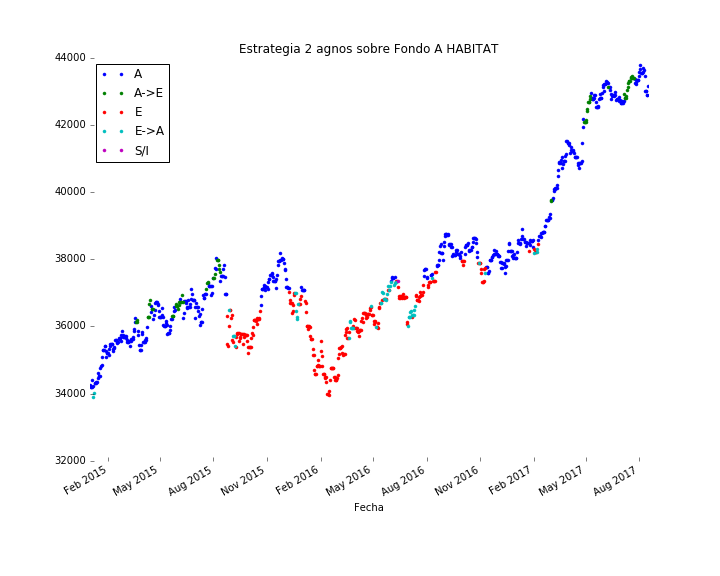 Estrategia 2 agnos sobre Fondo A HABITAT
44000
42000
40000
38000
36000
34000
32000
A
A->E
E
E->A
S/I
Feb 2015
May 2015
Aug 2015
Nov 2015
Feb 2016
May 2016
Aug 2016
Nov 2016
Feb 2017
May 2017
Aug 2017
Fecha